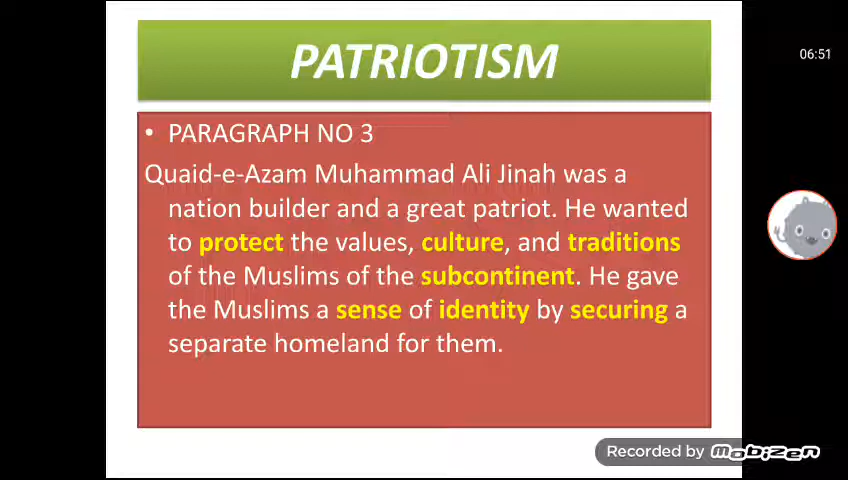 PATRIOTISM
06:51
• PARAGRAPH NO 3
Quaid-e-Azam Muhammad Ali Jinah was a
nation builder and a great patriot. He wanted
to protect the values, culture, and traditions
of the Muslims of the subcontinent. He gave
the Muslims a sense of identity by securing a
separate homeland for them.
Recorded by mobizen